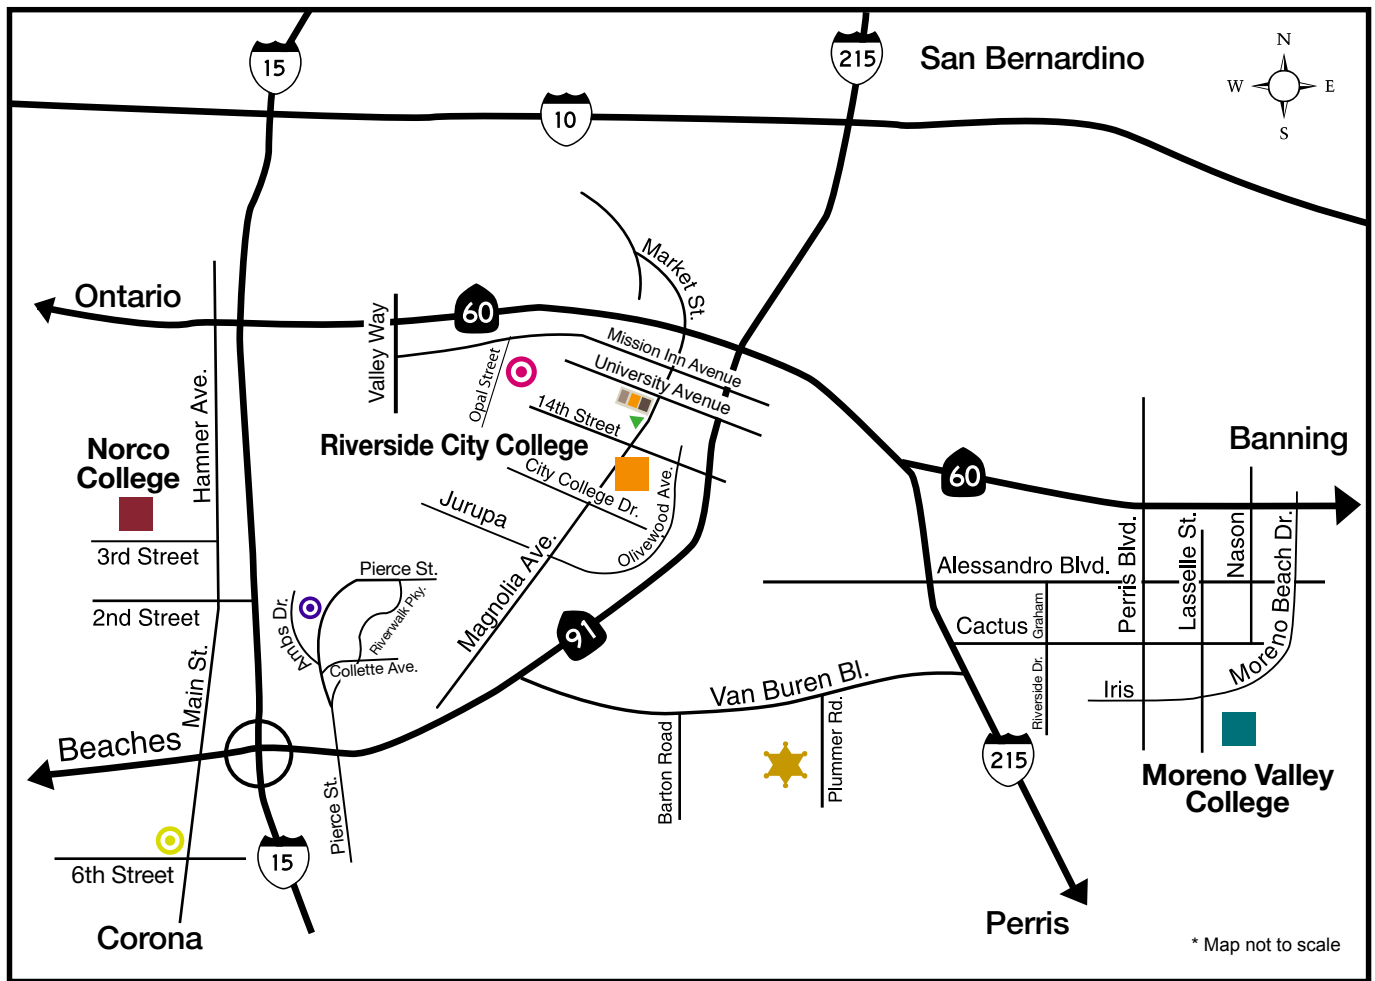 15
215
San Bernardino
N
W
E
S
10
Market St.
Ontario
60
Valley Way
Mission Inn Avenue
Opal Street
University Avenue
Hamner Ave.
14th Street
Riverside City College
Norco
College
Banning
60
City College Dr.
Olivewood Ave.
Jurupa
3rd Street
Magnolia Ave.
Perris Blvd.
Lasselle St.
Nason
Moreno Beach Dr.
Alessandro Blvd.
Pierce St.
2nd Street
Ambs Dr.
Riverwalk Pky.
Graham
Cactus
91
Collette Ave.
Main St.
Van Buren Bl.
Iris
Riverside Dr.
Beaches
Barton Road
Plummer Rd.
215
Moreno Valley
College
Pierce St.
15
6th Street
Corona
Perris
* Map not to scale